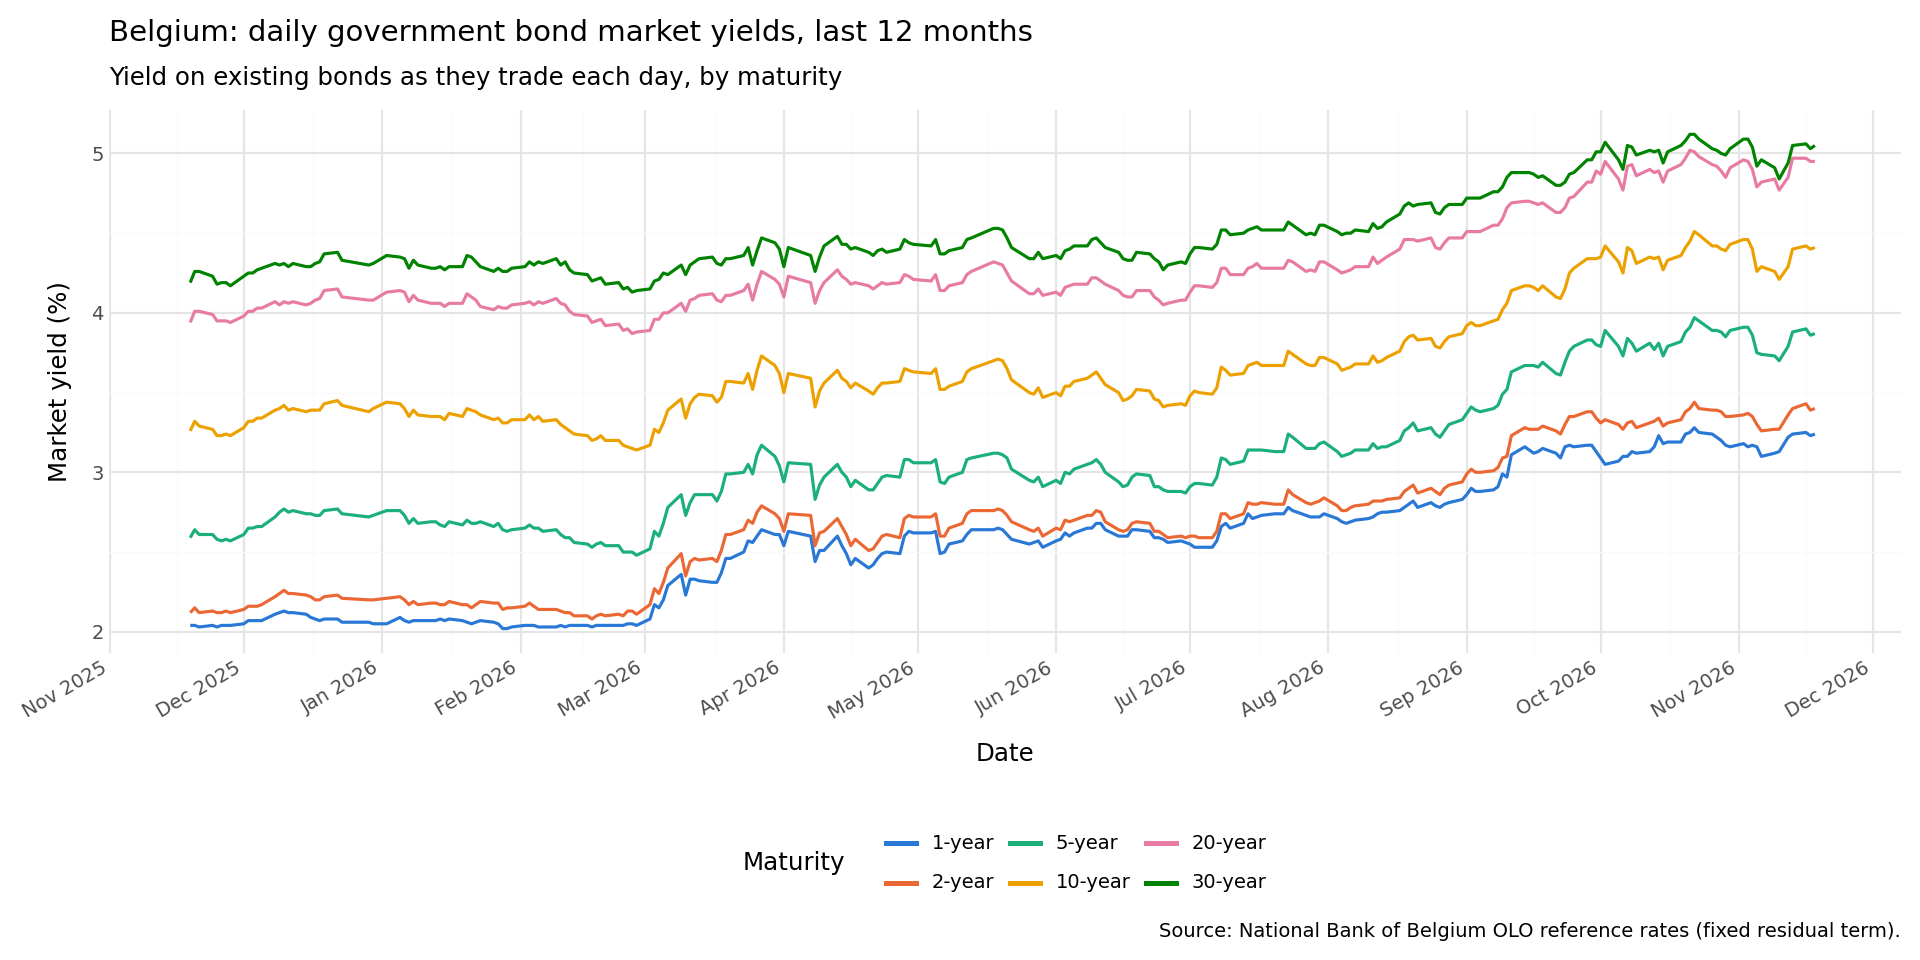 Belgium: daily government bond market yields, last 12 months
Yield on existing bonds as they trade each day, by maturity
Market yield (%)
5
4
3
2
Nov 2025
Dec 2025
Jan 2026
Feb 2026
Mar 2026
Apr 2026
May 2026
Jun 2026
Jul 2026
Aug 2026
Sep 2026
Oct 2026
Nov 2026
Dec 2026
Date
Maturity
1-year 5-year 20-year
2-year 10-year 30-year
Source: National Bank of Belgium OLO reference rates (fixed residual term).